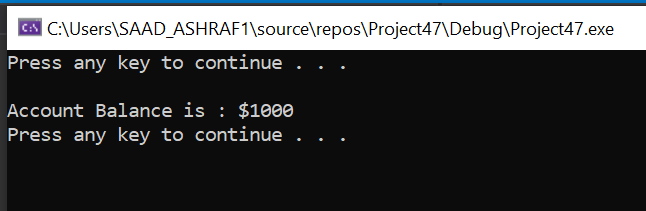 C:\Users\SAAD_ASHRAF1\source\repos\Project47\Debug\Project47.exe
Press any key to continue . . .
Account Balance is : $1000
Press any key to continue . . .